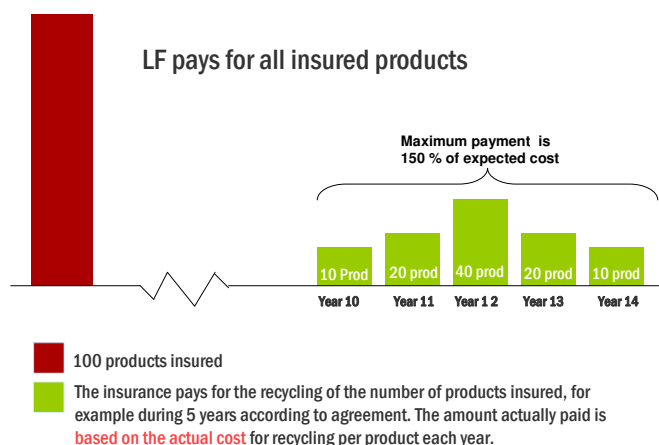 LF pays for all insured products
Maximum payment is
150 % of expected cost
10 Prod
20 prod
40 prod
20 prod
10 prod
Year 10
Year 11
Year 1 2
Year 13
Year 14
100 products insured
The insurance pays for the recycling of the number of products insured, for
example during 5 years according to agreement. The amount actually paid is
based on the actual cost for recycling per product each year.